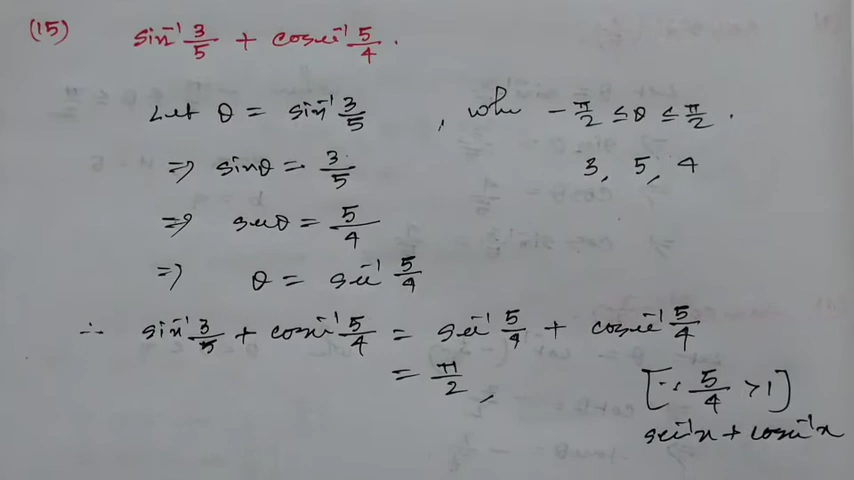 (15) sin⁻¹ 3/5 + cosec⁻¹ 5/4.
Let θ = sin⁻¹ 3/5 , where -π/2 ≤ θ ≤ π/2.
⇒ sinθ = 3/5 3, 5, 4
⇒ secθ = 5/4
⇒ θ = sec⁻¹ 5/4
∴ sin⁻¹ 3/5 + cosec⁻¹ 5/4 = sec⁻¹ 5/4 + cosec⁻¹ 5/4
= π/2, [∵ 5/4 > 1]
sec⁻¹x + cosec⁻¹x